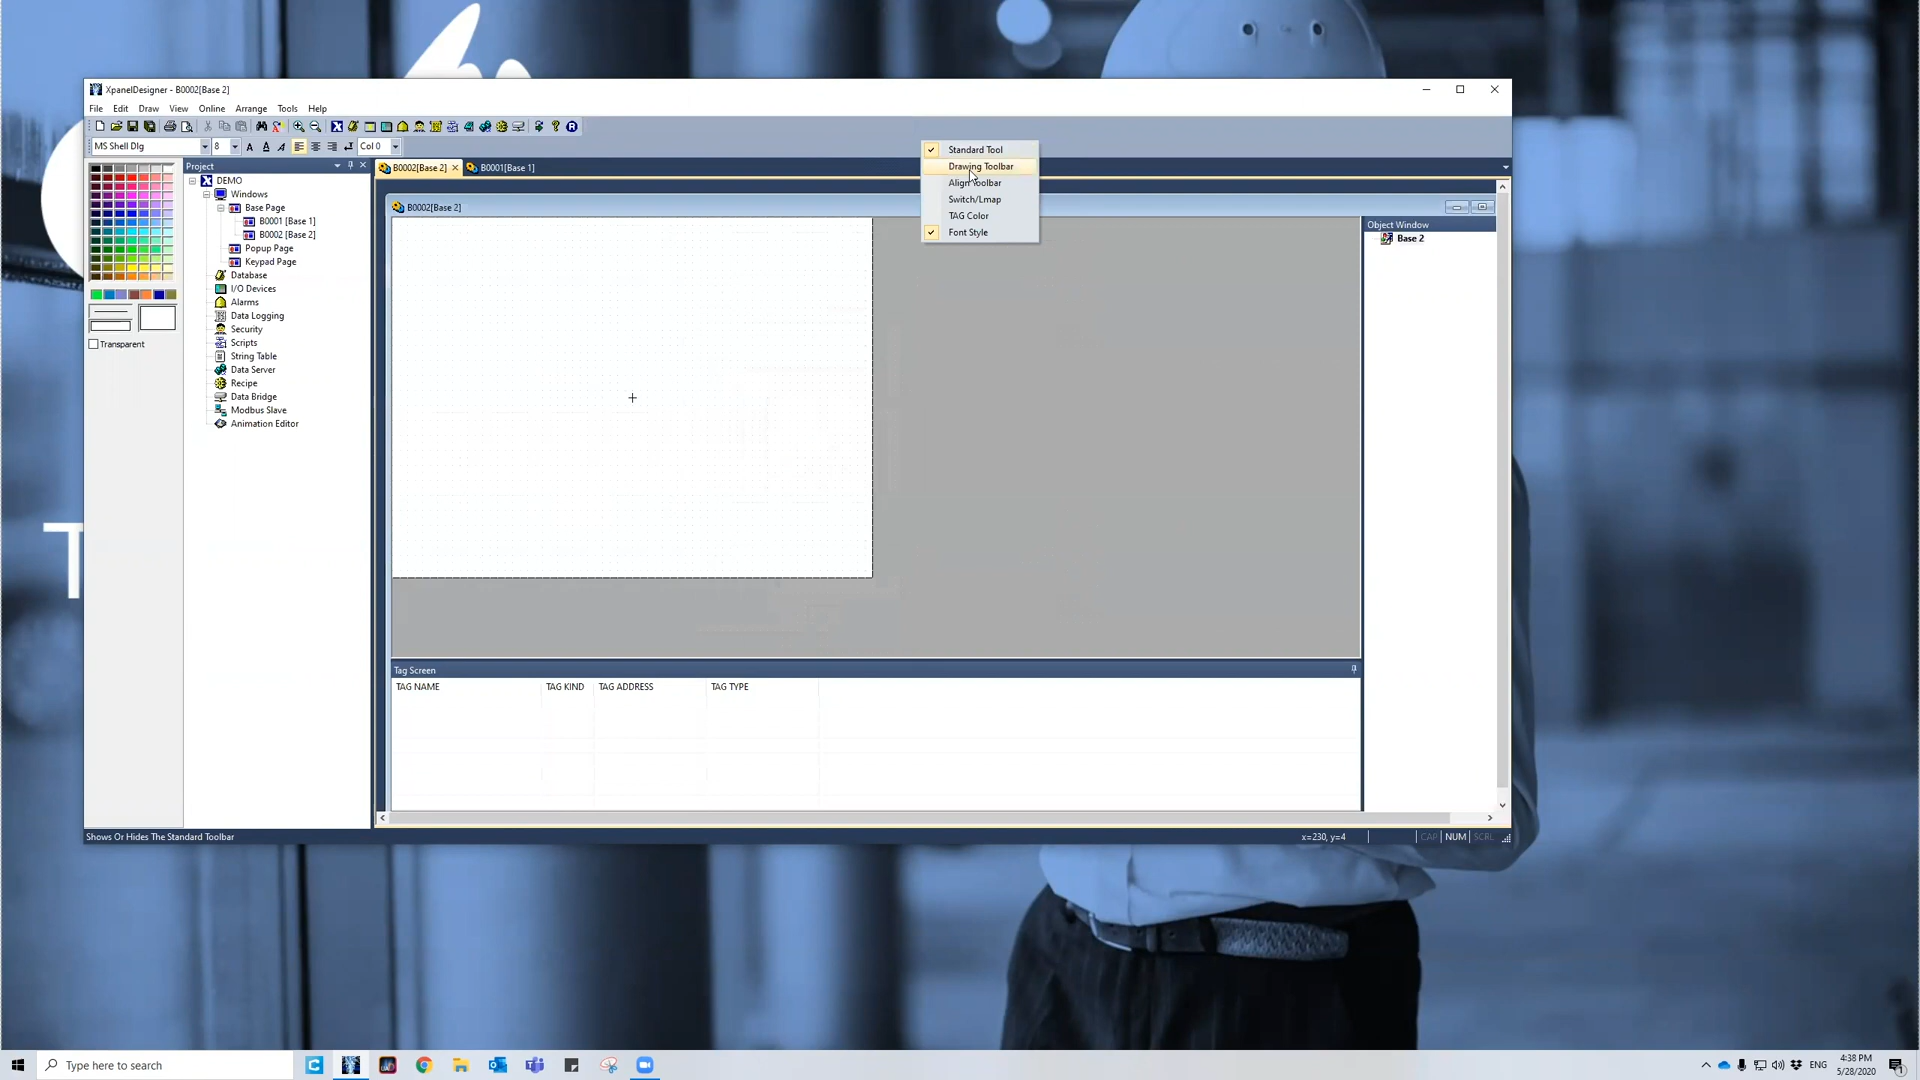 XpanelDesigner - B0002[Base 2]
File Edit Draw View Online Arrange Tools Help
MS Shell Dlg 8 A A A Col 0
Project
B0002[Base 2] B0001[Base 1]
Standard Tool
Drawing Toolbar
Align Toolbar
Switch/Lmap
TAG Color
Font Style
DEMO
Windows
Base Page
B0001 [Base 1]
B0002 [Base 2]
Popup Page
Keypad Page
Database
I/O Devices
Alarms
Data Logging
Security
Scripts
String Table
Data Server
Recipe
Data Bridge
Modbus Slave
Animation Editor
Transparent
B0002[Base 2]
Object Window
Base 2
Tag Screen
TAG NAME TAG KIND TAG ADDRESS TAG TYPE
Shows Or Hides The Standard Toolbar
x=230, y=4 CAP NUM SCRL
T
Type here to search
ENG
4:38 PM
5/28/2020